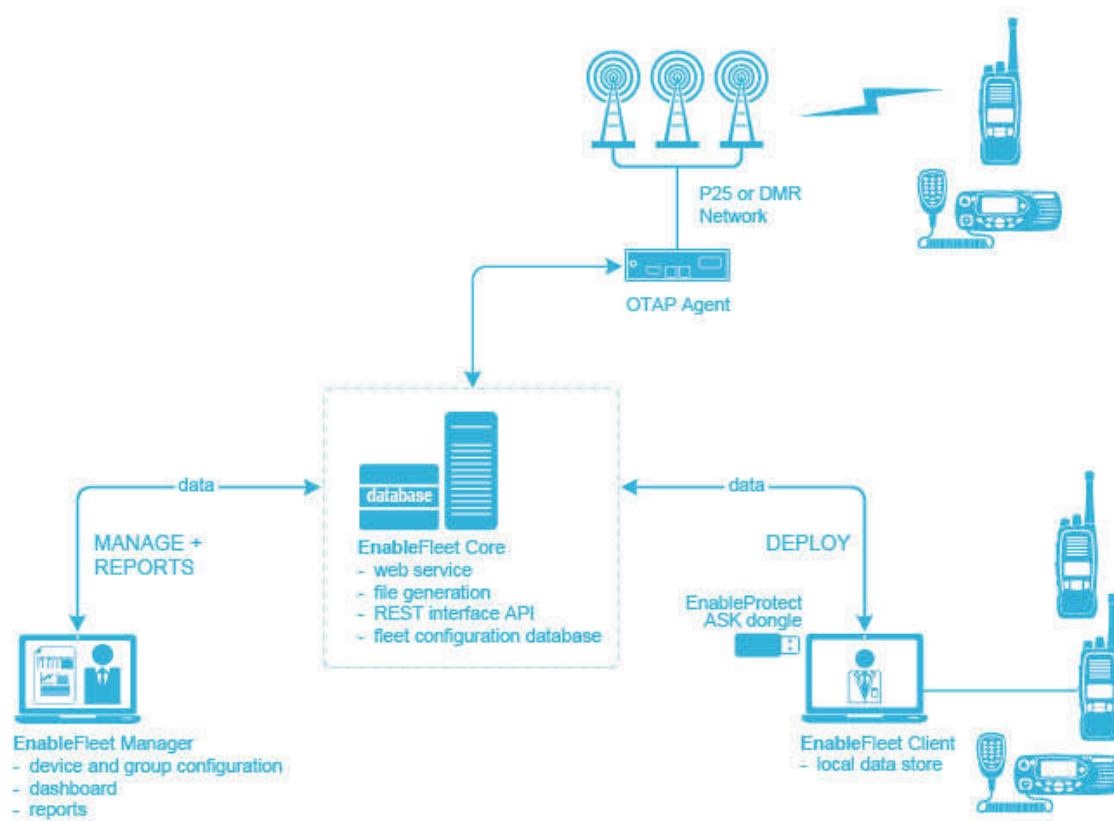 P25 or DMR
Network
OTAP Agent
data
MANAGE +
REPORTS
database
EnableFleet Core
- web service
- file generation
- REST interface API
- fleet configuration database
data
DEPLOY
EnableProtect
ASK dongle
EnableFleet Manager
- device and group configuration
- dashboard
- reports
EnableFleet Client
- local data store